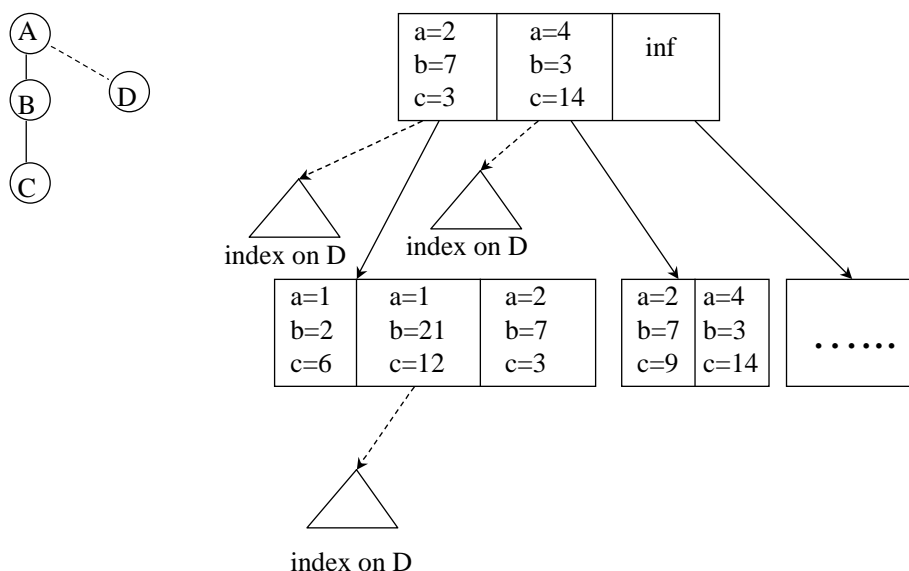 A
B
C
D
a=2
b=7
c=3
a=4
b=3
c=14
inf
index on D
index on D
a=1
b=2
c=6
a=1
b=21
c=12
a=2
b=7
c=3
a=2
b=7
c=9
a=4
b=3
c=14
......
index on D